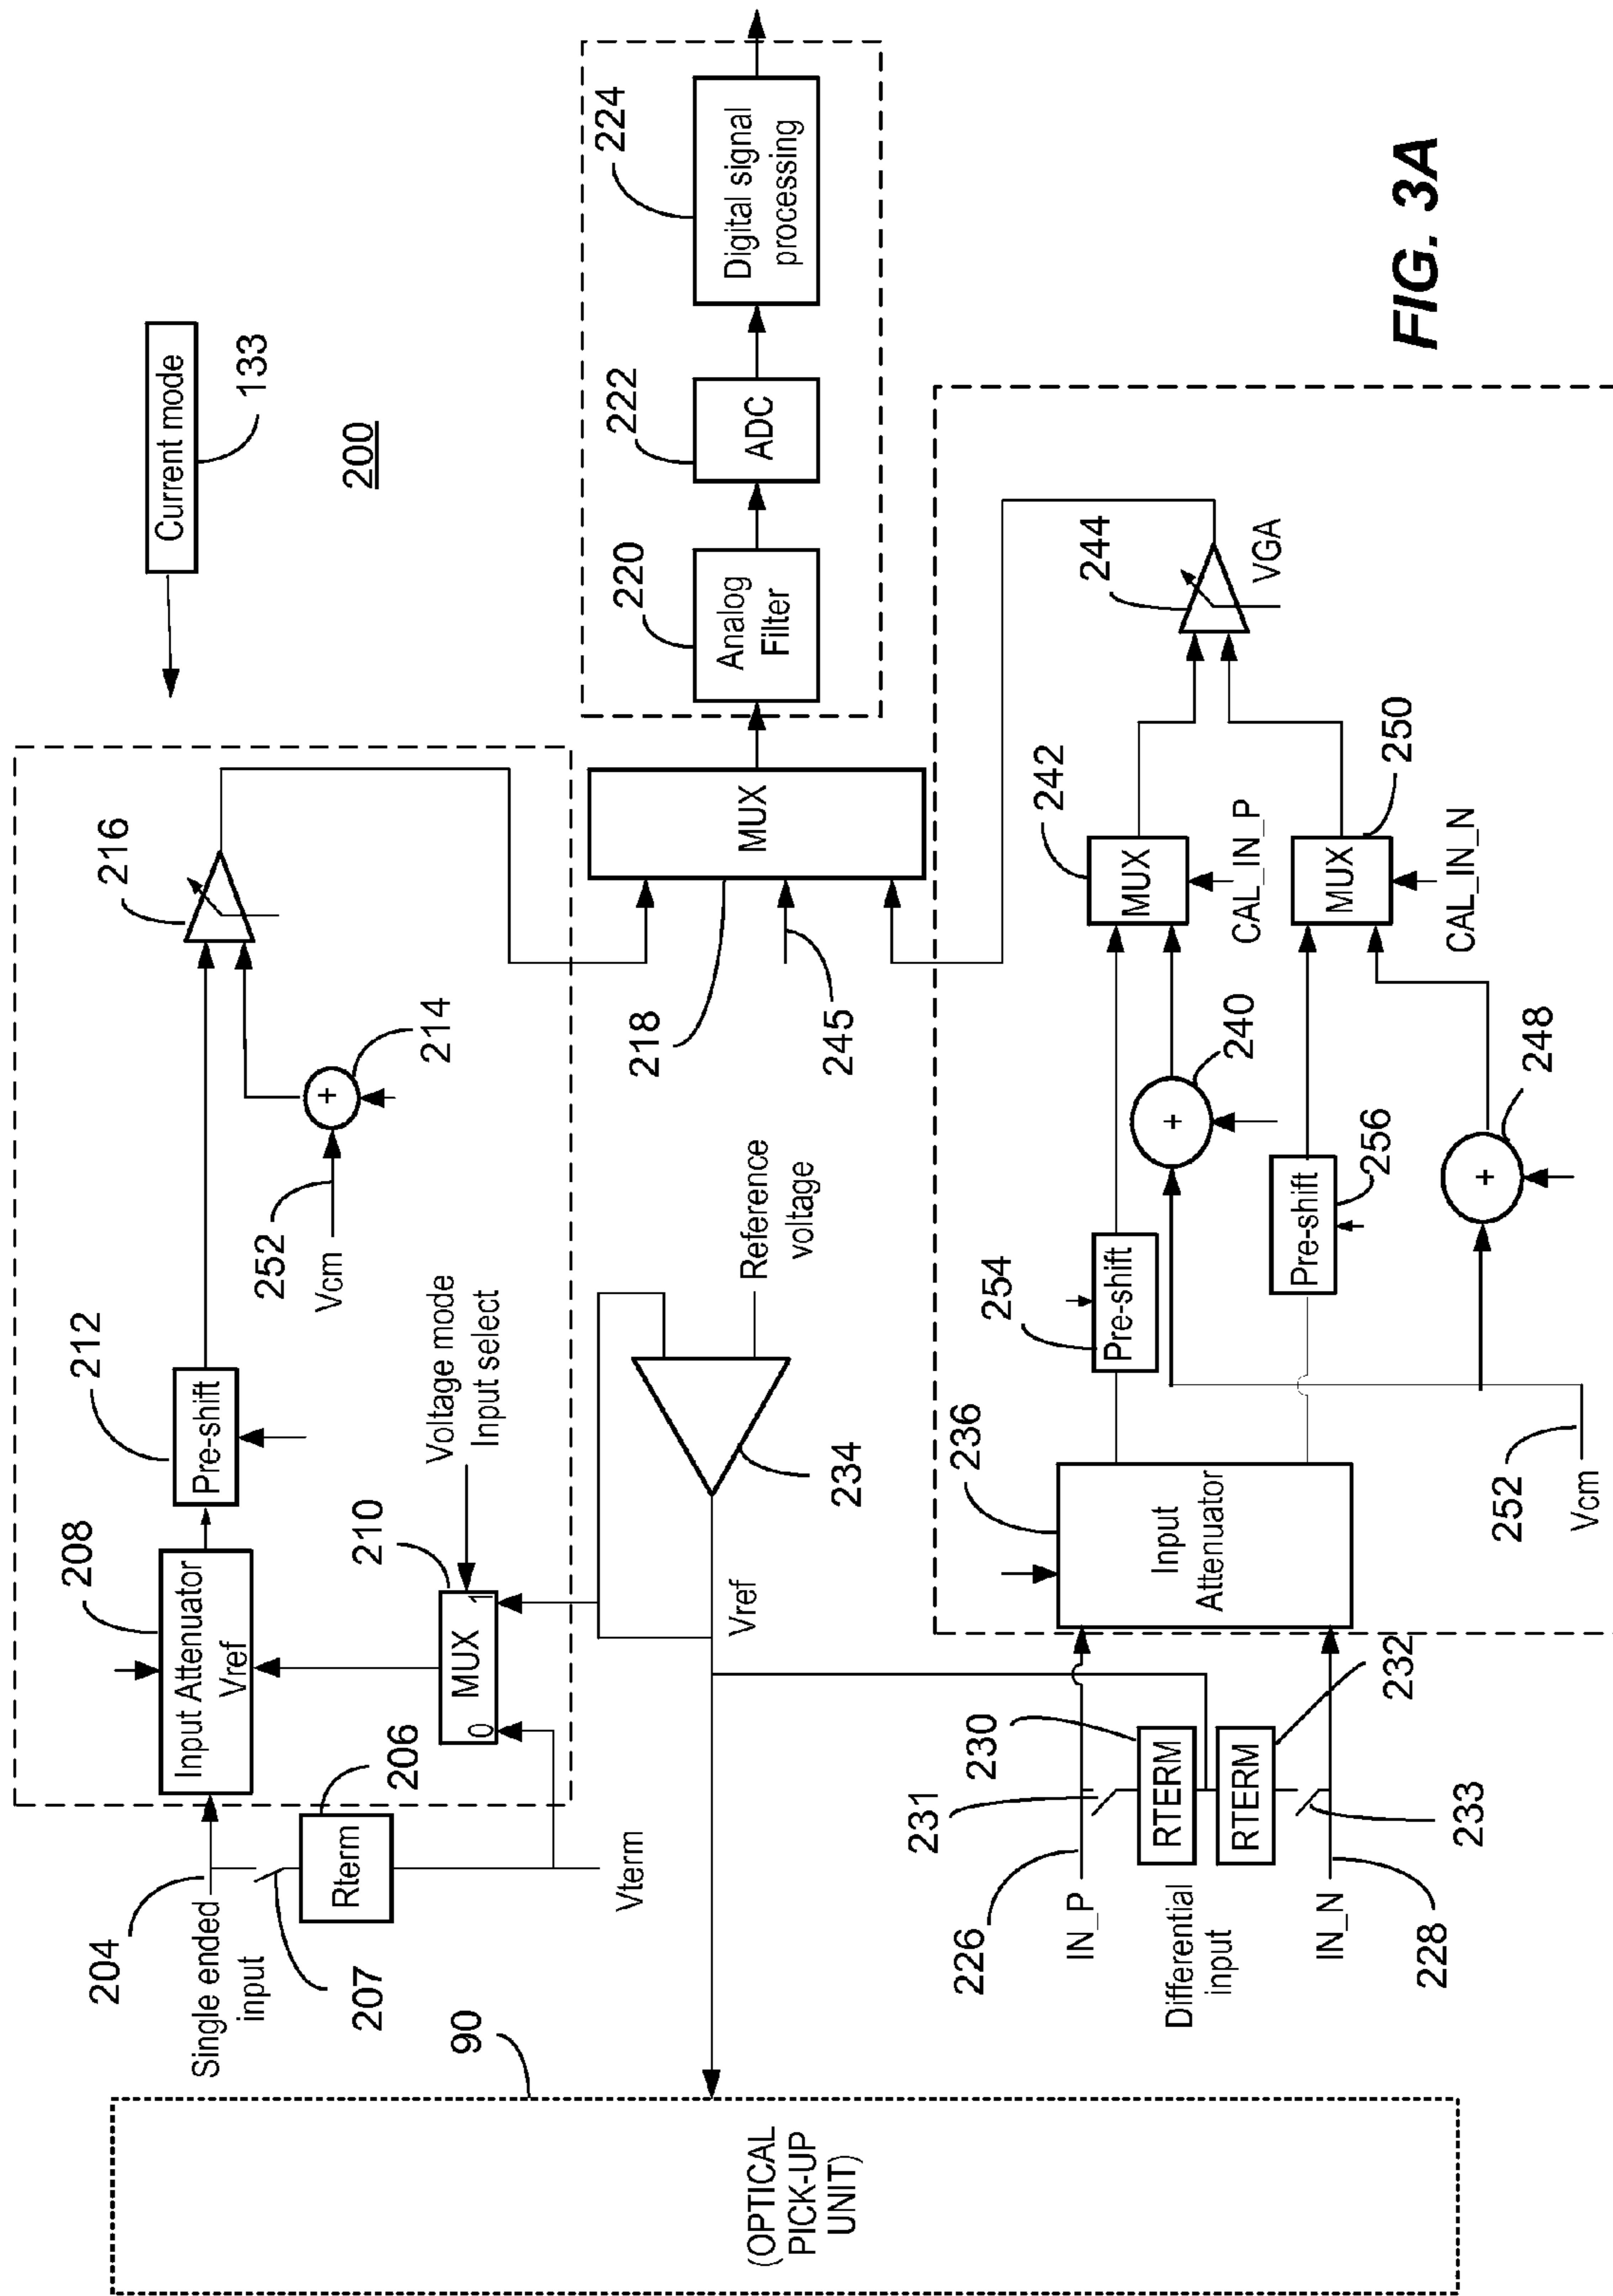 Current mode
133
200
216
212
208
Input Attenuator
Vref
Pre-shift
204
Single ended
input
207
Rterm
206
Vterm
210
MUX
0
1
Voltage mode
Input select
252
Vcm
+
214
218
MUX
245
220
Analog
Filter
222
ADC
224
Digital signal
processing
90
(OPTICAL
PICK-UP
UNIT)
Vref
234
Reference
voltage
226
IN_P
231
230
RTERM
RTERM
232
233
Differential
input
IN_N
228
236
Input
Attenuator
254
Pre-shift
Pre-shift
256
252
Vcm
+
240
+
248
242
MUX
CAL_IN_P
MUX
250
CAL_IN_N
244
VGA
FIG. 3A